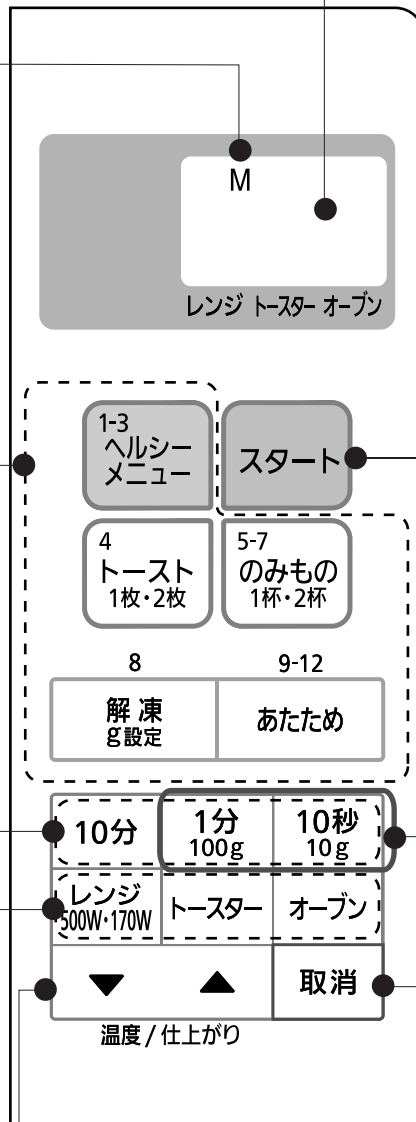 M
レンジ トースター オーブン
1-3
ヘルシー
メニュー
スタート
4
トースト
1枚・2枚
5-7
のみもの
1杯・2杯
8
解凍
g設定
9-12
あたため
10分
1分
100g
10秒
10g
レンジ
500W・170W
トースター
オーブン
▼
▲
取消
温度/仕上がり